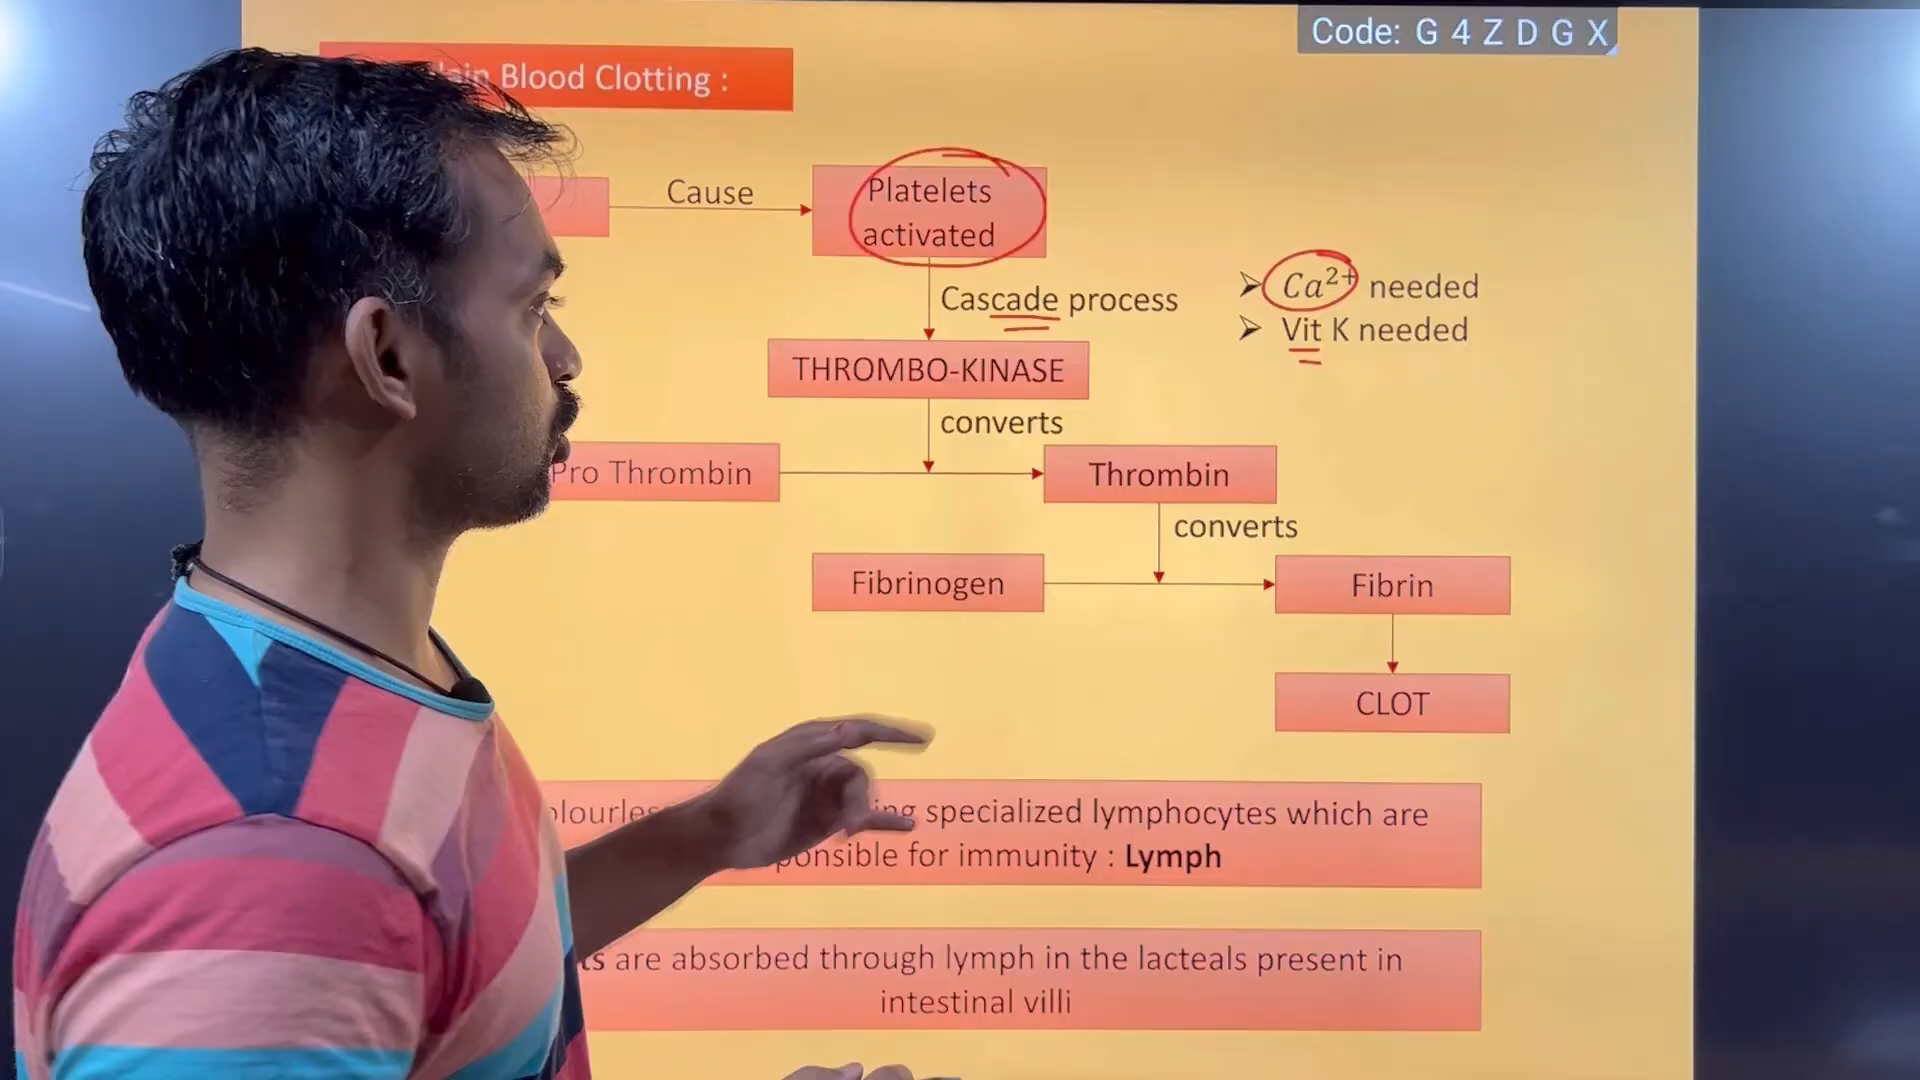 Code: G 4 Z D G X
Blood Clotting :
Cause
Platelets
activated
Cascade process
Ca²⁺ needed
Vit K needed
THROMBO-KINASE
converts
Pro Thrombin
Thrombin
converts
Fibrinogen
Fibrin
CLOT
specialized lymphocytes which are
for immunity : Lymph
are absorbed through lymph in the lacteals present in
intestinal villi